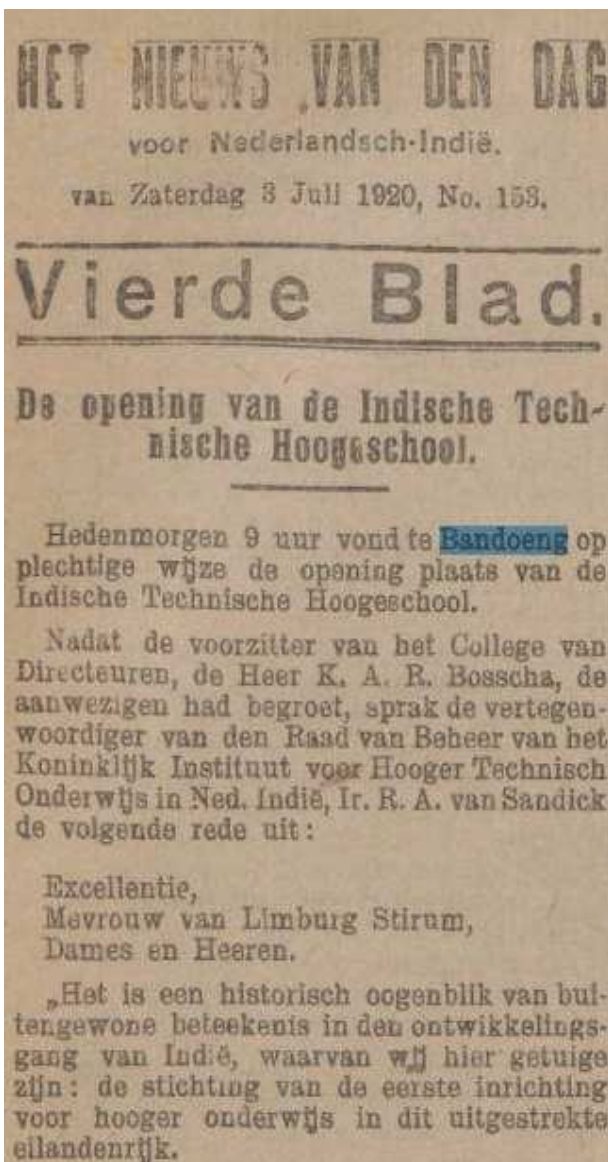 HET NIEUWS VAN DEN DAG
voor Nederlandsch-Indië.
van Zaterdag 3 Juli 1920, No. 153.
Vierde Blad.
De opening van de Indische Tech-
nische Hoogeschool.
Hedenmorgen 9 uur vond te Bandoeng op
plechtige wijze de opening plaats van de
Indische Technische Hoogeschool.
Nadat de voorzitter van het College van
Directeuren, de Heer K. A. R. Bosscha, de
aanwezigen had begroet, sprak de vertegen-
woordiger van den Raad van Beheer van het
Koninklijk Instituut voor Hooger Technisch
Onderwijs in Ned. Indië, Ir. R. A. van Sandick
de volgende rede uit:
Excellentie,
Mevrouw van Limburg Stirum,
Dames en Heeren.
„Het is een historisch oogenblik van bui-
tengewone beteekenis in den ontwikkelings-
gang van Indië, waarvan wij hier getuige
zijn: de stichting van de eerste inrichting
voor hooger onderwijs in dit uitgestrekte
eilandenrijk.